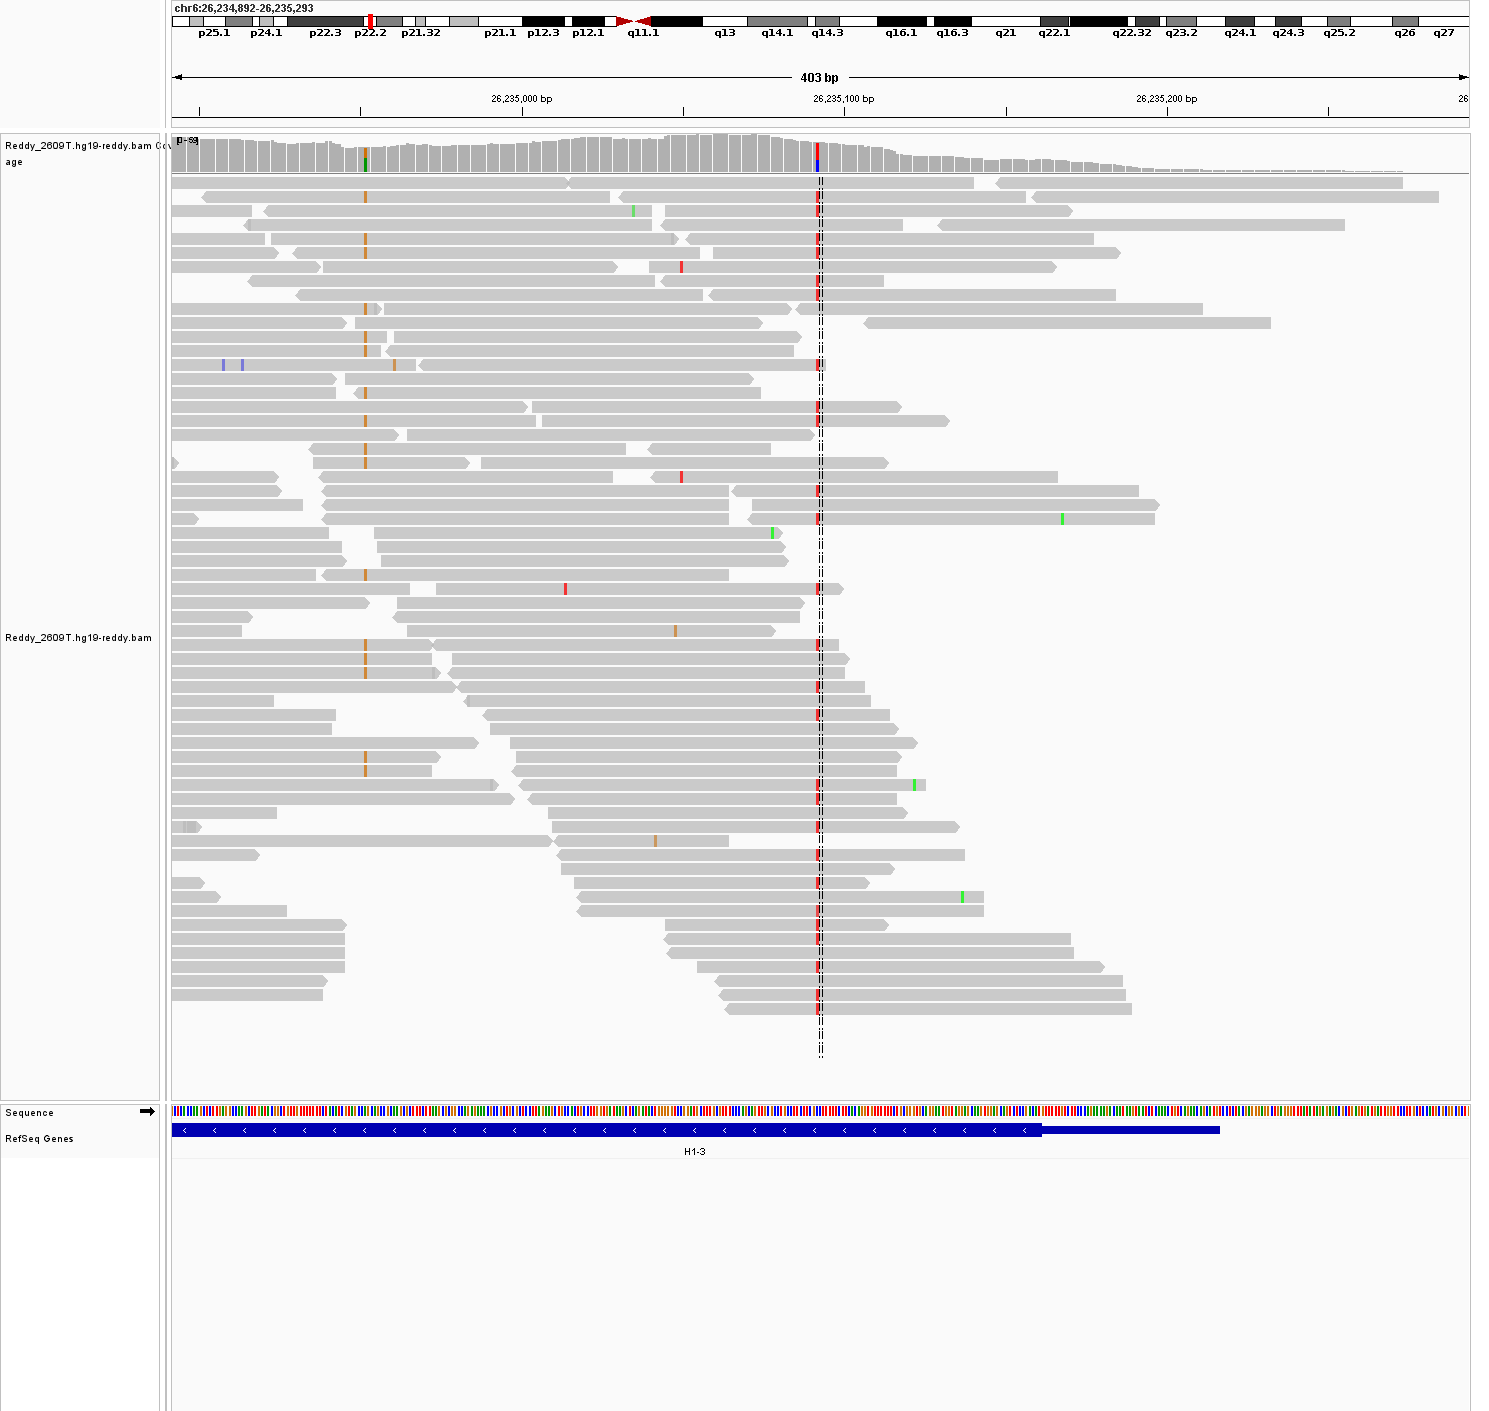 chr6:26,234,892-26,235,293
p25.1 p24.1 p22.3 p22.2 p21.32 p21.1 p12.3 p12.1 q11.1 q13 q14.1 q14.3 q16.1 q16.3 q21 q22.1 q22.32 q23.2 q24.1 q24.3 q25.2 q26 q27
403 bp
26,235,000 bp 26,235,100 bp 26,235,200 bp 26
Reddy_2609T.hg19-reddy.bam Cov
age
Reddy_2609T.hg19-reddy.bam
Sequence
RefSeq Genes
H1-3